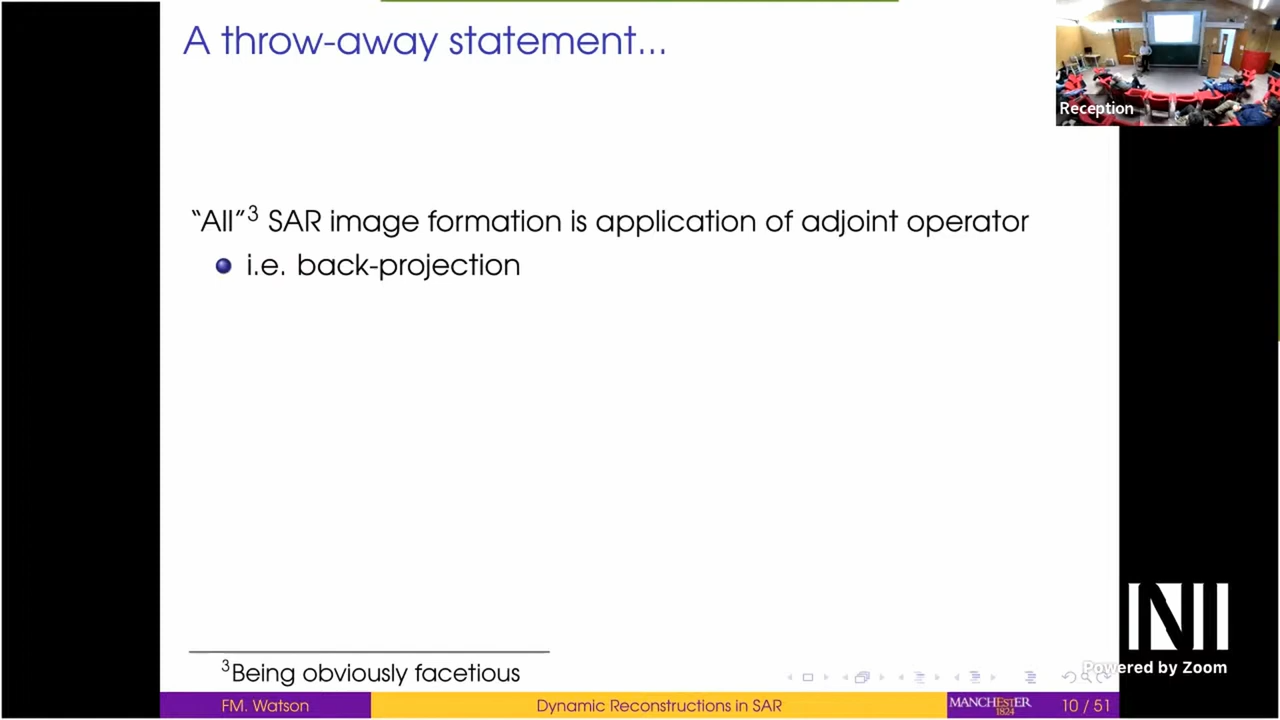 A throw-away statement...
Reception
“All”³ SAR image formation is application of adjoint operator
i.e. back-projection
³Being obviously facetious
Powered by Zoom
FM. Watson
Dynamic Reconstructions in SAR
MANCHESTER
1824
10 / 51